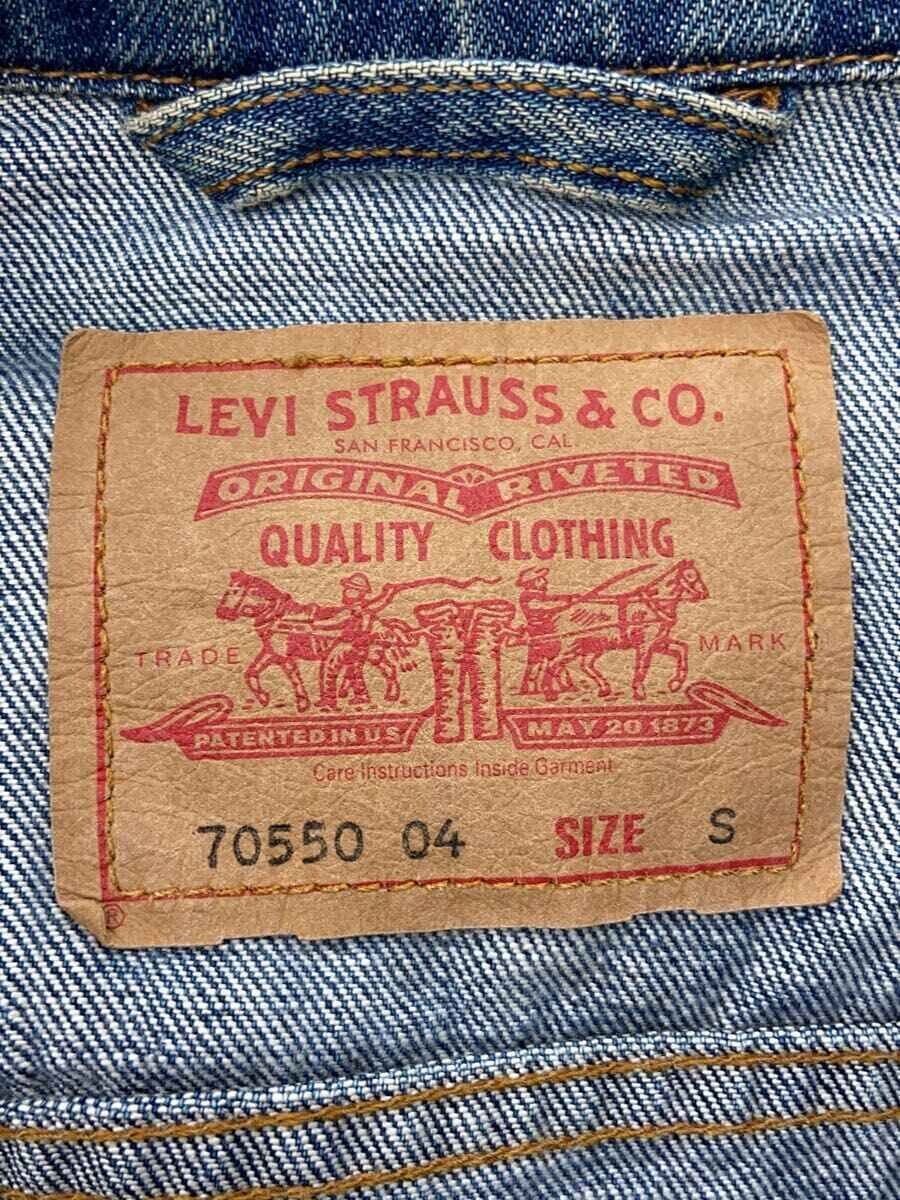 LEVI STRAUSS & CO.
SAN FRANCISCO, CAL.
ORIGINAL RIVETED
QUALITY CLOTHING
TRADE MARK
PATENTED IN U.S. MAY 20 1873
Care Instructions Inside Garment
70550 04 SIZE S
®